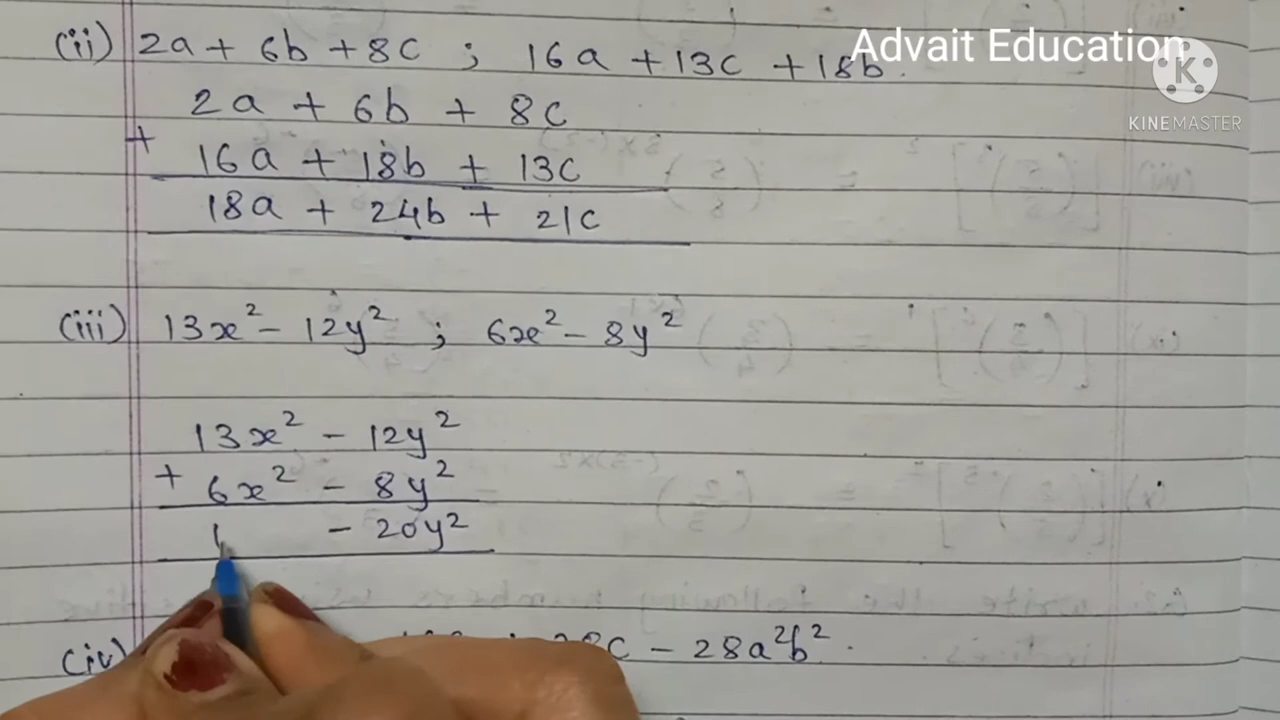 (ii) 2a + 6b + 8c ; 16a + 13c + 18b.
Advait Education
K
KINEMASTER
2a + 6b + 8c
+ 16a + 18b + 13c
18a + 24b + 21c
(iii) 13x² - 12y² ; 6x² - 8y²
13x² - 12y²
+ 6x² - 8y²
1 - 20y²
(iv) c - 28a²b².